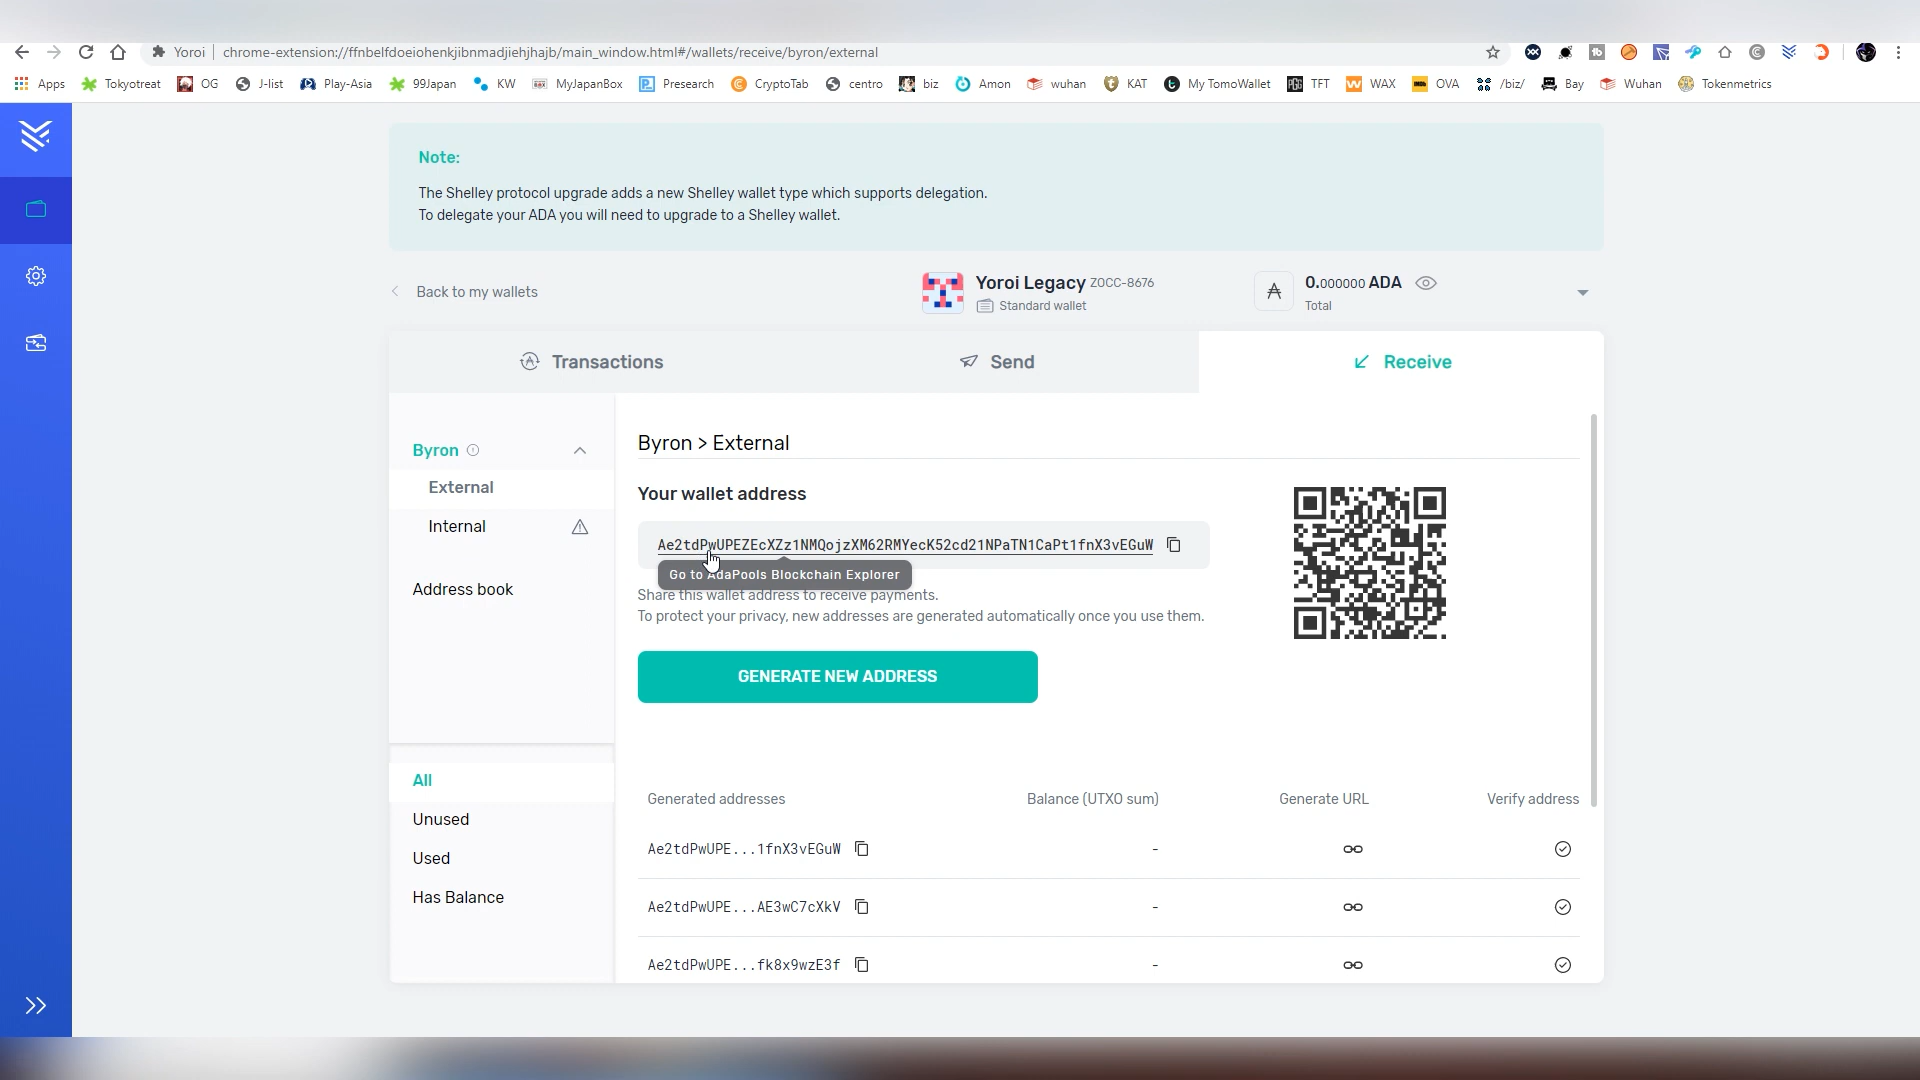 Yoroi
chrome-extension://ffnbelfdoeiohenkjibnmadjiehjhajb/main_window.html#/wallets/receive/byron/external
Apps
Tokyotreat
OG
J-list
Play-Asia
99Japan
KW
MyJapanBox
Presearch
CryptoTab
centro
biz
Amon
wuhan
KAT
My TomoWallet
TFT
WAX
OVA
/biz/
Bay
Wuhan
Tokenmetrics
Note:
The Shelley protocol upgrade adds a new Shelley wallet type which supports delegation.
To delegate your ADA you will need to upgrade to a Shelley wallet.
Back to my wallets
Yoroi Legacy ZOCC-8676
Standard wallet
0.000000 ADA
Total
Transactions
Send
Receive
Byron
External
Internal
Address book
All
Unused
Used
Has Balance
Byron > External
Your wallet address
Ae2tdPwUPEZEcXZz1NMQojzXM62RMYecK52cd21NPaTN1CaPt1fnX3vEGuW
Go to AdaPools Blockchain Explorer
Share this wallet address to receive payments.
To protect your privacy, new addresses are generated automatically once you use them.
GENERATE NEW ADDRESS
Generated addresses
Balance (UTXO sum)
Generate URL
Verify address
Ae2tdPwUPE...1fnX3vEGuW
-
Ae2tdPwUPE...AE3wC7cXkV
-
Ae2tdPwUPE...fk8x9wzE3f
-